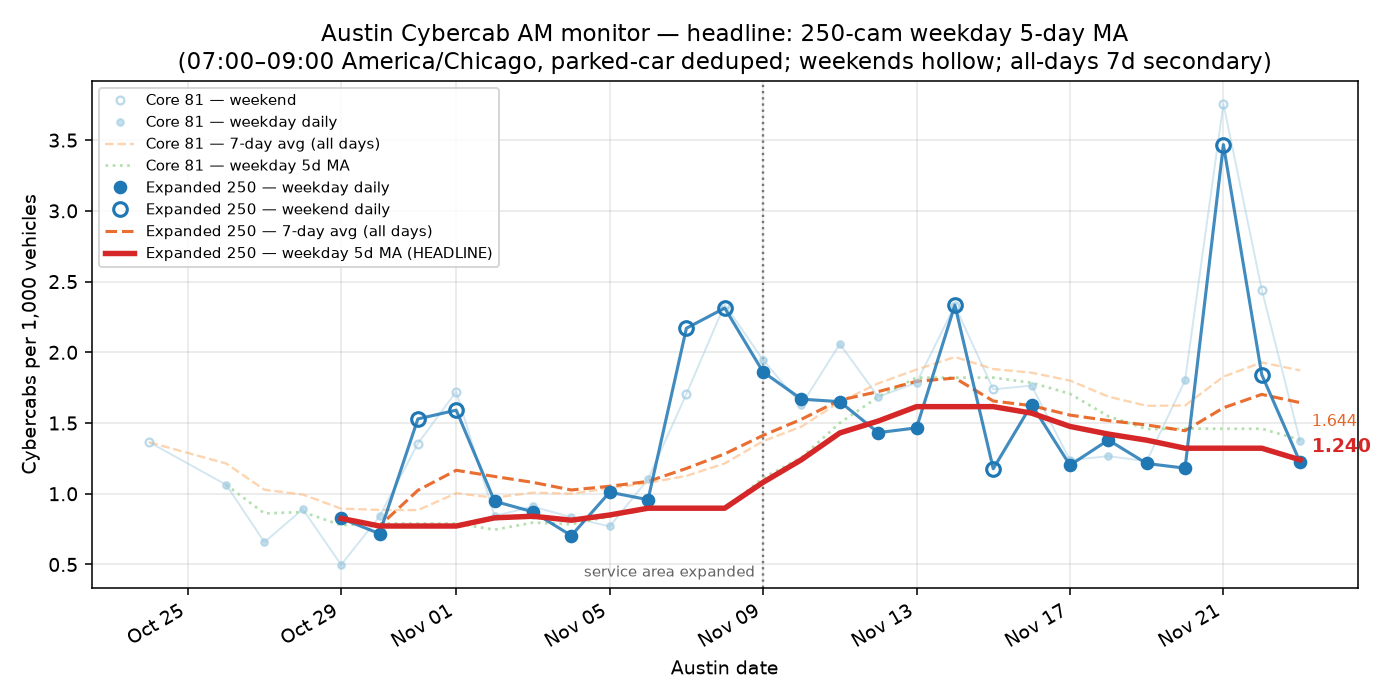 Austin Cybercab AM monitor — headline: 250-cam weekday 5-day MA
(07:00–09:00 America/Chicago, parked-car deduped; weekends hollow; all-days 7d secondary)
Core 81 — weekend
Core 81 — weekday daily
Core 81 — 7-day avg (all days)
Core 81 — weekday 5d MA
Expanded 250 — weekday daily
Expanded 250 — weekend daily
Expanded 250 — 7-day avg (all days)
Expanded 250 — weekday 5d MA (HEADLINE)
Cybercabs per 1,000 vehicles
3.5
3.0
2.5
2.0
1.5
1.0
0.5
1.644
1.240
service area expanded
Oct 25
Oct 29
Nov 01
Nov 05
Nov 09
Nov 13
Nov 17
Nov 21
Austin date